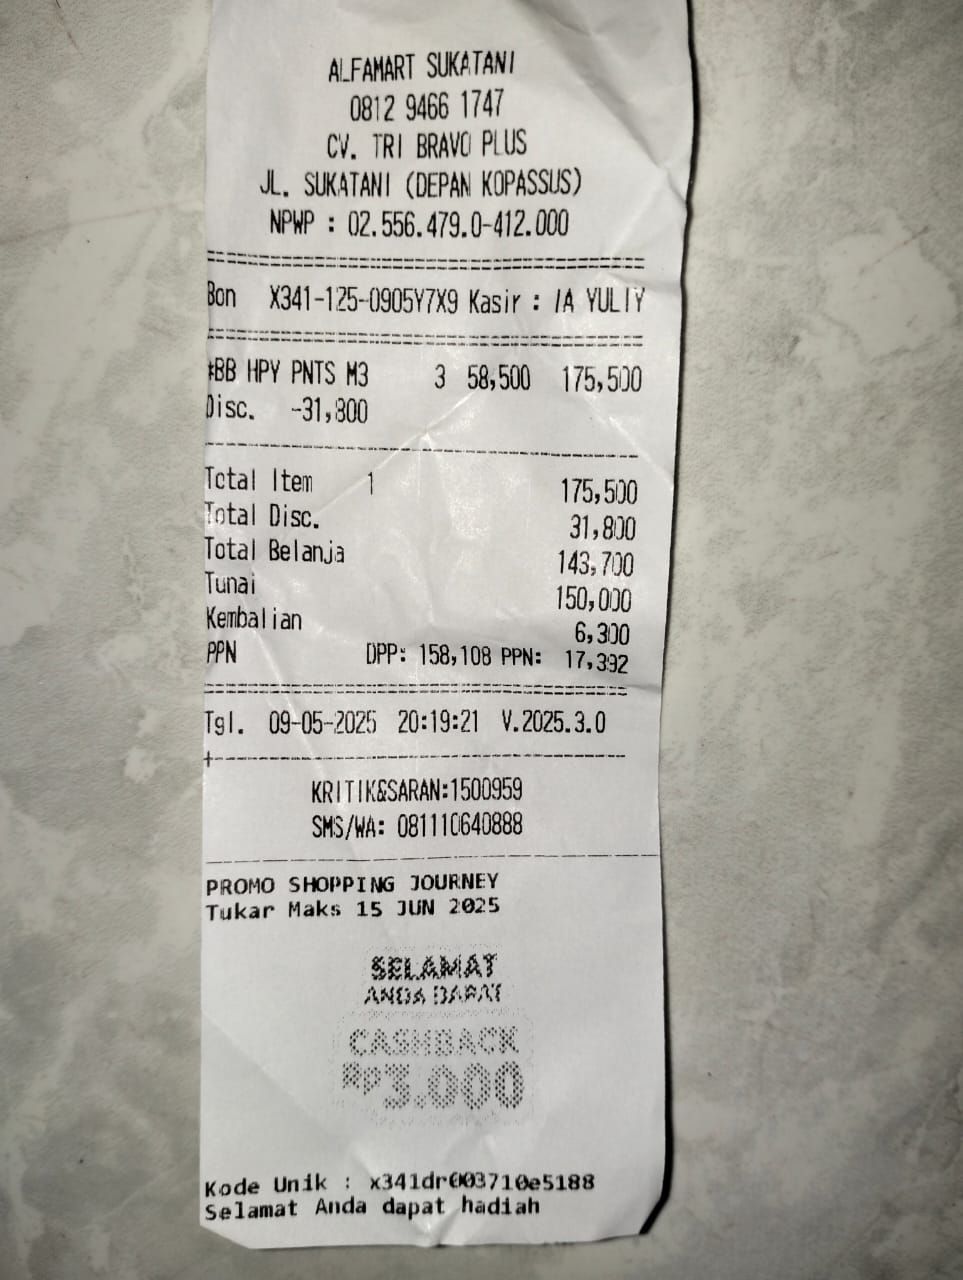 ALFAMART SUKATANI
0812 9466 1747
CV. TRI BRAVO PLUS
JL. SUKATANI (DEPAN KOPASSUS)
NPWP : 02.556.479.0-412.000
Bon X341-125-0905Y7X9 Kasir : IA YULIY
*BB HPY PNTS M3 3 58,500 175,500
Disc. -31,800
Total Item 1 175,500
Total Disc. 31,800
Total Belanja 143,700
Tunai 150,000
Kembalian 6,300
PPN DPP: 158,108 PPN: 17,392
Tgl. 09-05-2025 20:19:21 V.2025.3.0
KRITIK&SARAN:1500959
SMS/WA: 081110640888
PROMO SHOPPING JOURNEY
Tukar Maks 15 JUN 2025
SELAMAT
ANDA DAPAT
CASHBACK
RP3.000
Kode Unik :
Selamat Anda dapat hadiah